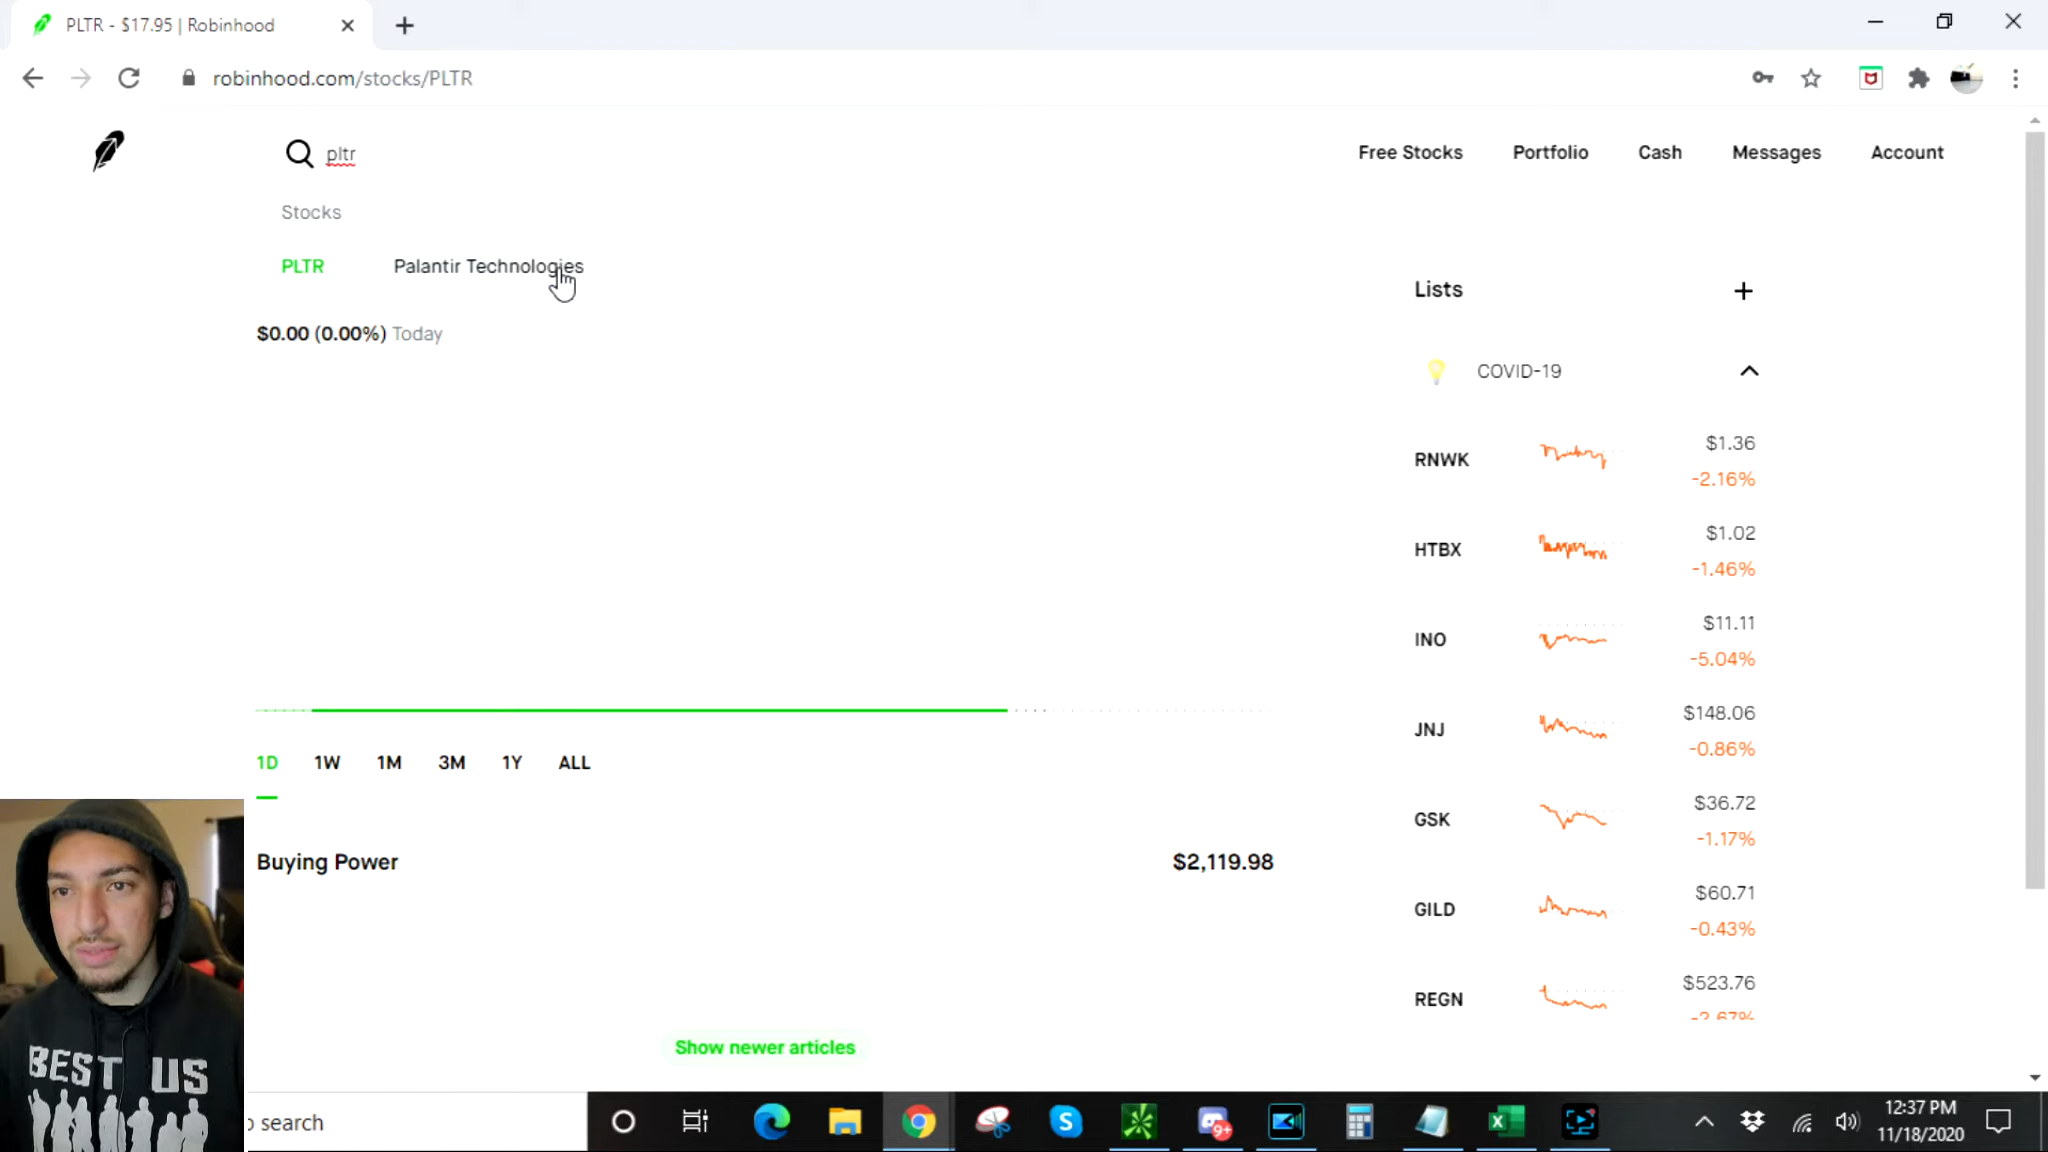 PLTR - $17.95 | Robinhood
robinhood.com/stocks/PLTR
pltr
Free Stocks
Portfolio
Cash
Messages
Account
Stocks
PLTR Palantir Technologies
$0.00 (0.00%) Today
1D 1W 1M 3M 1Y ALL
Buying Power $2,119.98
Show newer articles
Lists
COVID-19
RNWK $1.36
-2.16%
HTBX $1.02
-1.46%
INO $11.11
-5.04%
JNJ $148.06
-0.86%
GSK $36.72
-1.17%
GILD $60.71
-0.43%
REGN $523.76
-2.67%
BEST US
search
9+
12:37 PM
11/18/2020